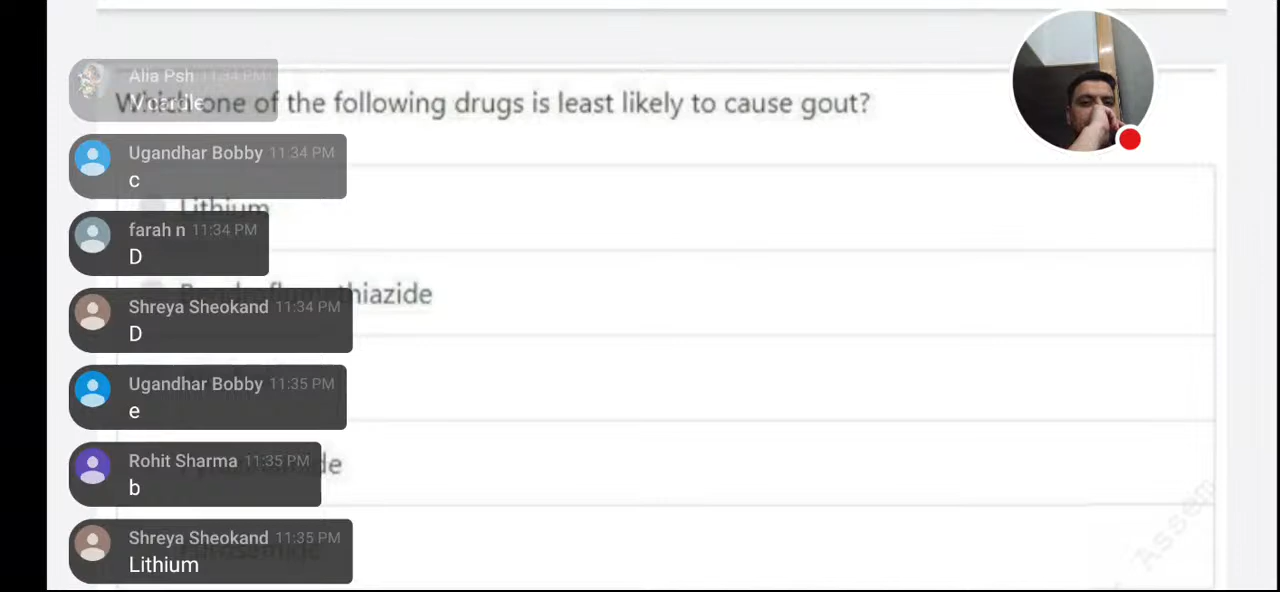 Alia Psh 11:34 PM
Which one of the following drugs is least likely to cause gout?
Ugandhar Bobby 11:34 PM
c
Lithium
farah n 11:34 PM
D
thiazide
Shreya Sheokand 11:34 PM
D
Ugandhar Bobby 11:35 PM
e
Rohit Sharma 11:35 PM
b
Shreya Sheokand 11:35 PM
Lithium
Assem